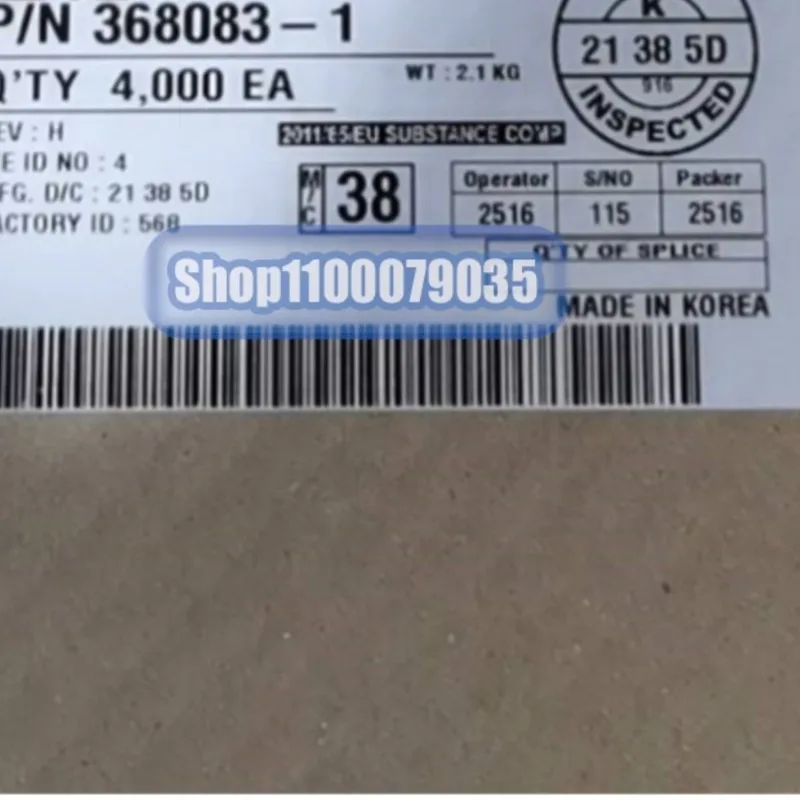 P/N 368083-1
Q'TY 4,000 EA
WT : 2.1 KG
K
21 38 5D
916
INSPECTED
EV : H
2011/65/EU SUBSTANCE COMP
E ID NO : 4
FG. D/C : 21 38 5D
ACTORY ID : 568
M/C 38
Operator S/NO Packer
2516 115 2516
Q'TY OF SPLICE
Shop1100079035
MADE IN KOREA